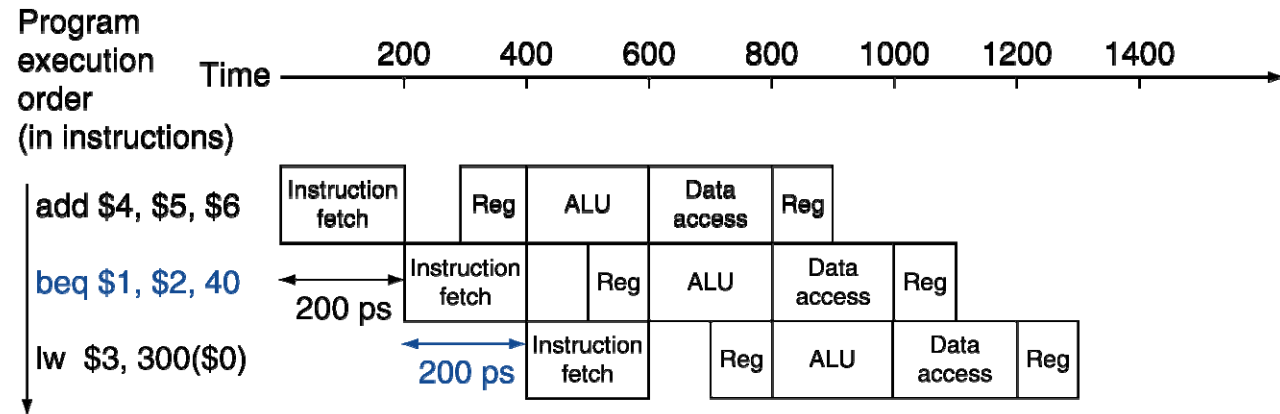 Program
execution
order
(in instructions)
Time
200 400 600 800 1000 1200 1400
add $4, $5, $6
Instruction
fetch
Reg
ALU
Data
access
Reg
beq $1, $2, 40
200 ps
Instruction
fetch
Reg
ALU
Data
access
Reg
lw $3, 300($0)
200 ps
Instruction
fetch
Reg
ALU
Data
access
Reg